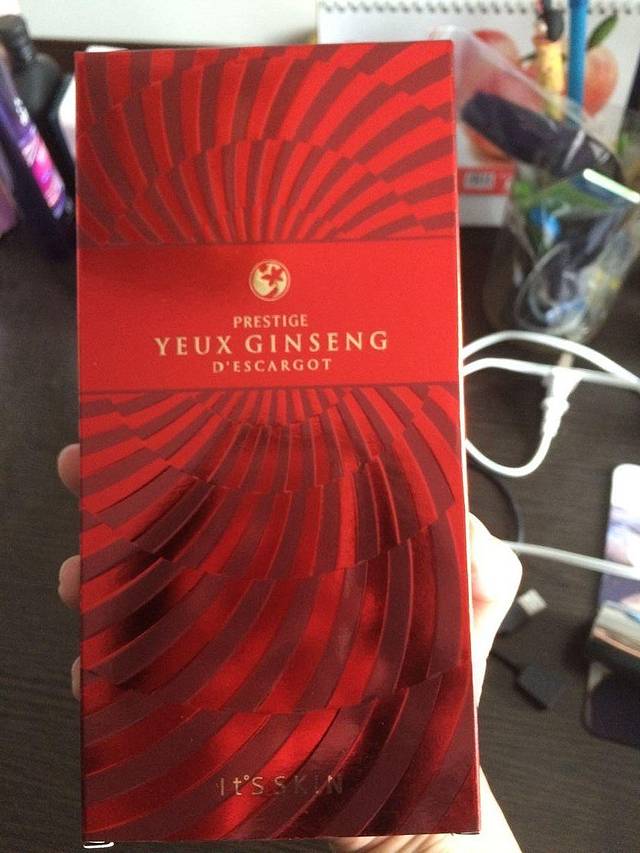 PRESTIGE
YEUX GINSENG
D'ESCARGOT
It'S SKIN